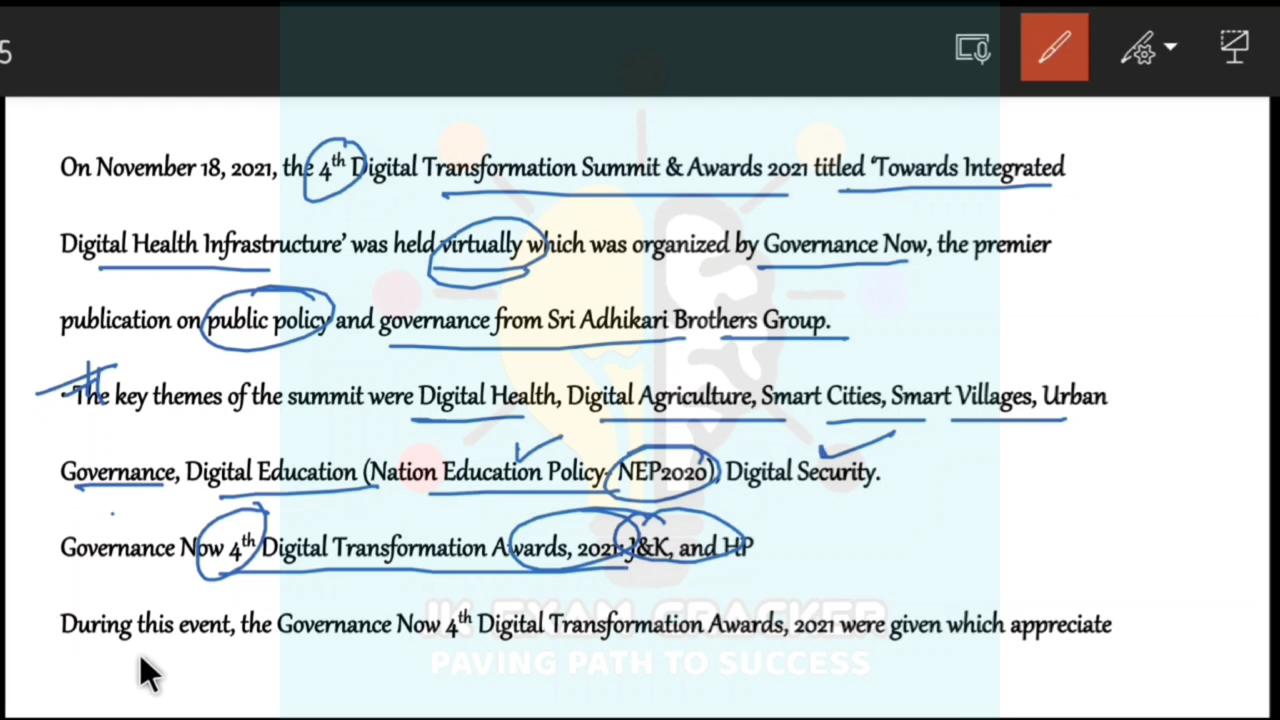 5
On November 18, 2021, the 4th Digital Transformation Summit & Awards 2021 titled 'Towards Integrated
Digital Health Infrastructure' was held virtually which was organized by Governance Now, the premier
publication on public policy and governance from Sri Adhikari Brothers Group.
· The key themes of the summit were Digital Health, Digital Agriculture, Smart Cities, Smart Villages, Urban
Governance, Digital Education (Nation Education Policy- NEP2020), Digital Security.
Governance Now 4th Digital Transformation Awards, 2021: J&K, and HP
During this event, the Governance Now 4th Digital Transformation Awards, 2021 were given which appreciate
JK EXAM CRACKER
PAVING PATH TO SUCCESS